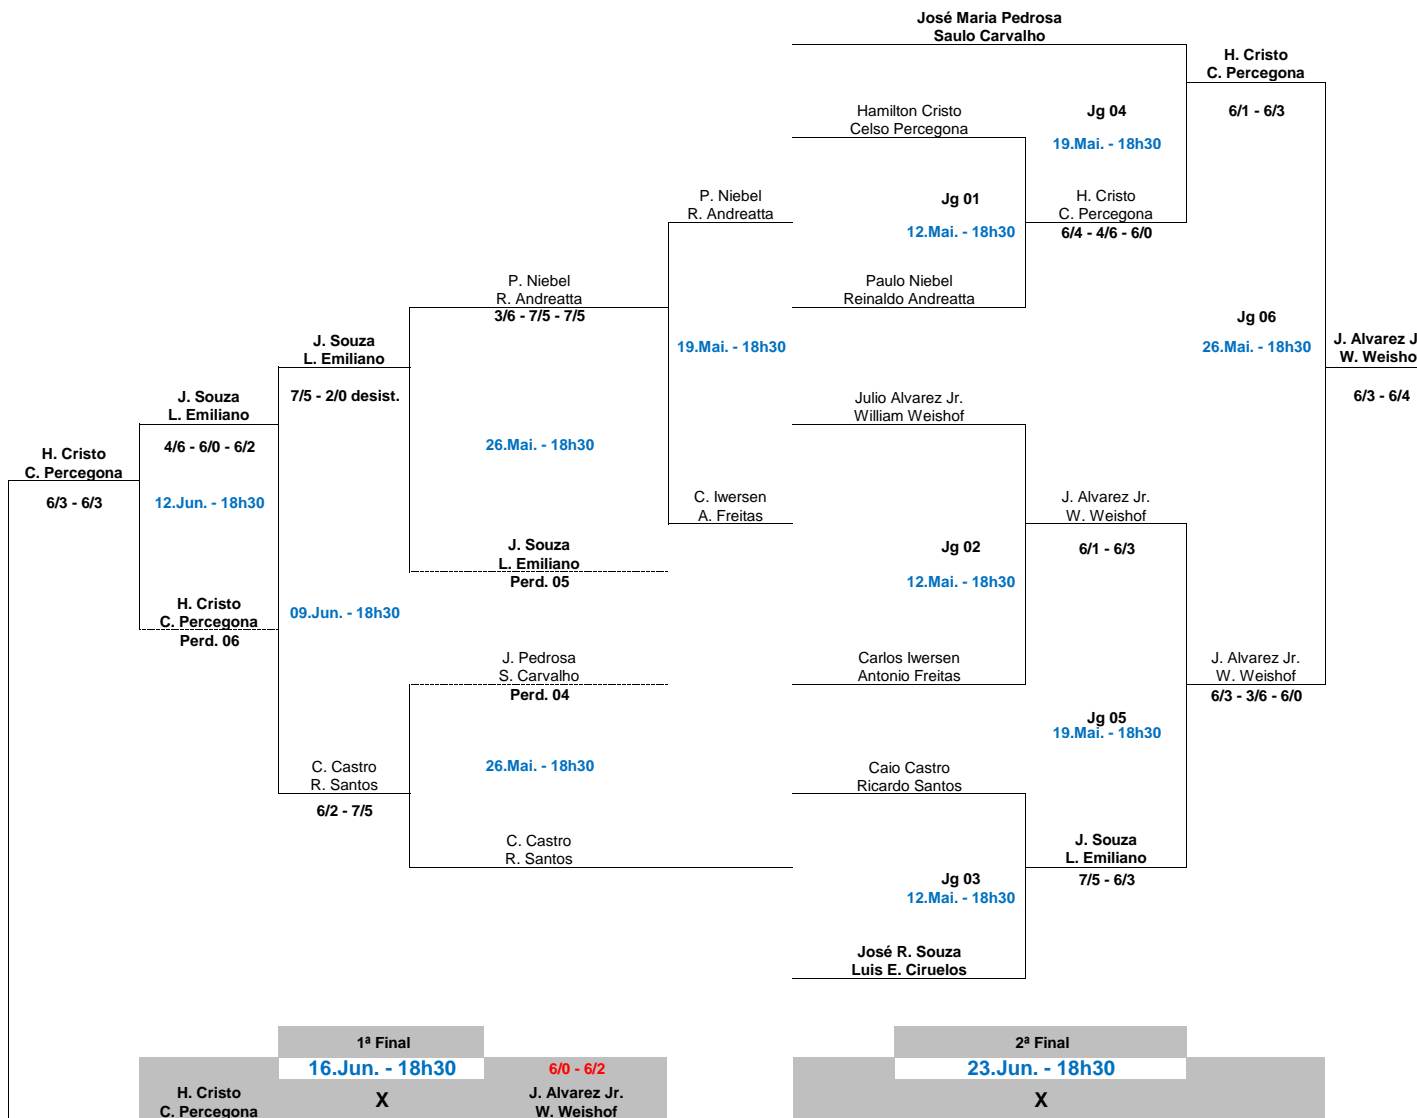 José Maria Pedrosa
Saulo Carvalho
H. Cristo
C. Percegona
Hamilton Cristo
Celso Percegona
Jg 04
6/1 - 6/3
19.Mai. - 18h30
P. Niebel
R. Andreatta
Jg 01
H. Cristo
C. Percegona
12.Mai. - 18h30
6/4 - 4/6 - 6/0
P. Niebel
R. Andreatta
3/6 - 7/5 - 7/5
Paulo Niebel
Reinaldo Andreatta
Jg 06
J. Souza
L. Emiliano
19.Mai. - 18h30
26.Mai. - 18h30
J. Alvarez J
W. Weisho
J. Souza
L. Emiliano
7/5 - 2/0 desist.
Julio Alvarez Jr.
William Weishof
6/3 - 6/4
4/6 - 6/0 - 6/2
26.Mai. - 18h30
H. Cristo
C. Percegona
6/3 - 6/3
12.Jun. - 18h30
C. Iwersen
A. Freitas
J. Alvarez Jr.
W. Weishof
J. Souza
L. Emiliano
Perd. 05
Jg 02
6/1 - 6/3
12.Mai. - 18h30
H. Cristo
C. Percegona
Perd. 06
09.Jun. - 18h30
J. Pedrosa
S. Carvalho
Perd. 04
Carlos Iwersen
Antonio Freitas
J. Alvarez Jr.
W. Weishof
6/3 - 3/6 - 6/0
Jg 05
19.Mai. - 18h30
C. Castro
R. Santos
26.Mai. - 18h30
Caio Castro
Ricardo Santos
6/2 - 7/5
C. Castro
R. Santos
J. Souza
L. Emiliano
Jg 03
7/5 - 6/3
12.Mai. - 18h30
José R. Souza
Luis E. Ciruelos
1ª Final
2ª Final
16.Jun. - 18h30
6/0 - 6/2
23.Jun. - 18h30
H. Cristo
C. Percegona
X
J. Alvarez Jr.
W. Weishof
X